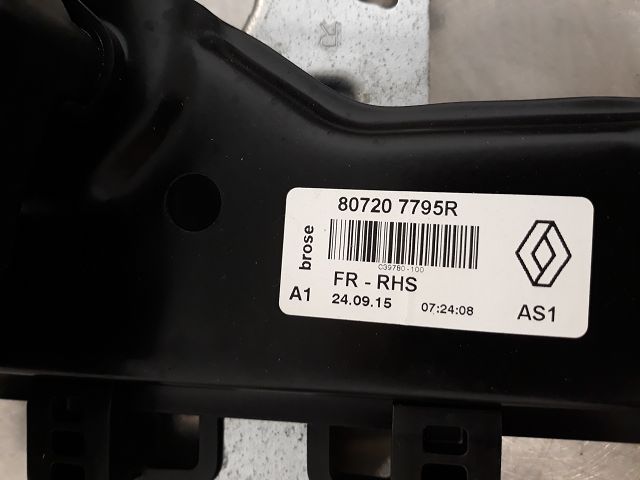 R
80720 7795R
brose
C39780-100
FR - RHS
A1
24.09.15
07:24:08
AS1